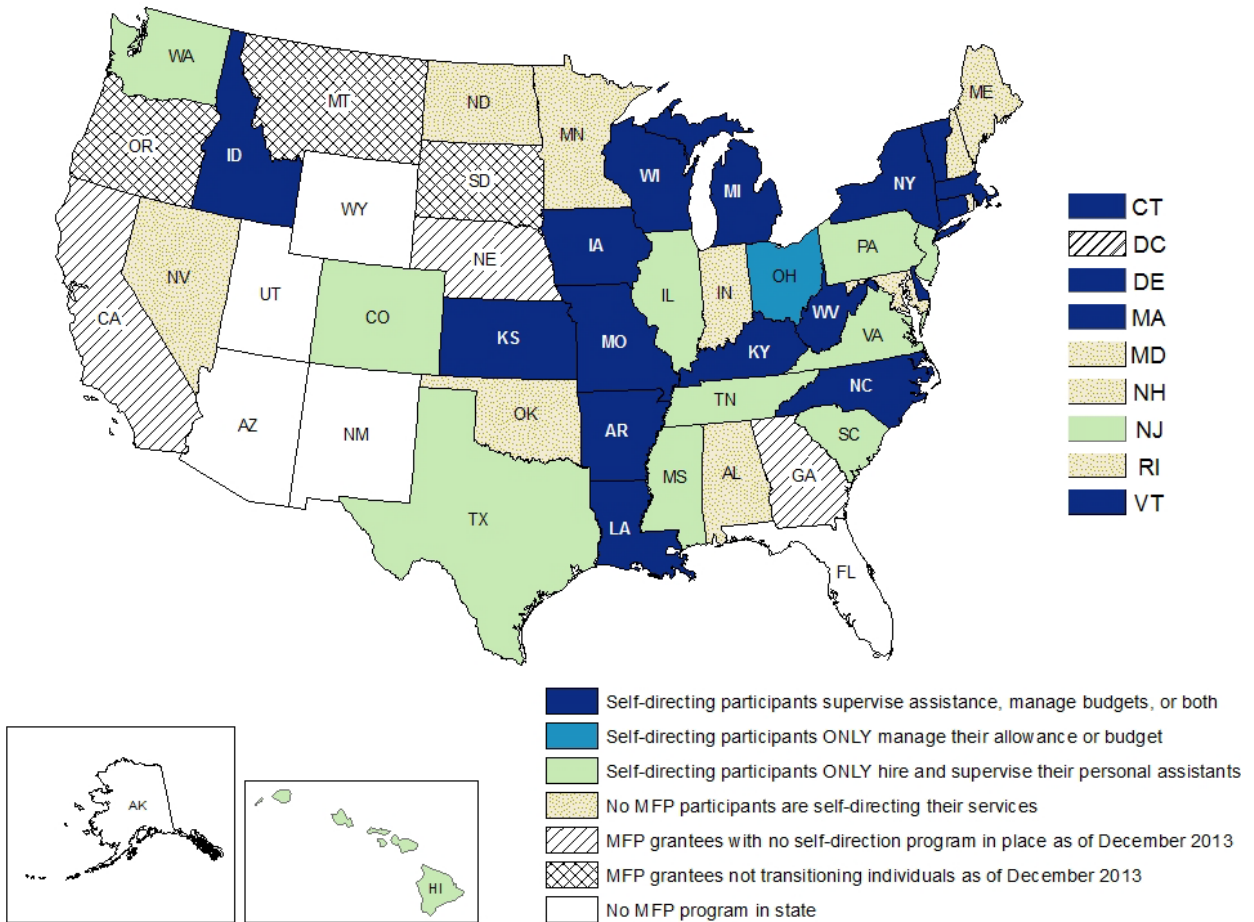 WA
MT
ND
MN
ME
OR
ID
SD
WI
MI
NY
WY
NE
IA
PA
NV
UT
CO
IL
IN
OH
WV
VA
CA
KS
MO
KY
NC
TN
AZ
NM
OK
AR
SC
MS
AL
GA
TX
LA
FL
CT
DC
DE
MA
MD
NH
NJ
RI
VT
AK
HI
Self-directing participants supervise assistance, manage budgets, or both
Self-directing participants ONLY manage their allowance or budget
Self-directing participants ONLY hire and supervise their personal assistants
No MFP participants are self-directing their services
MFP grantees with no self-direction program in place as of December 2013
MFP grantees not transitioning individuals as of December 2013
No MFP program in state